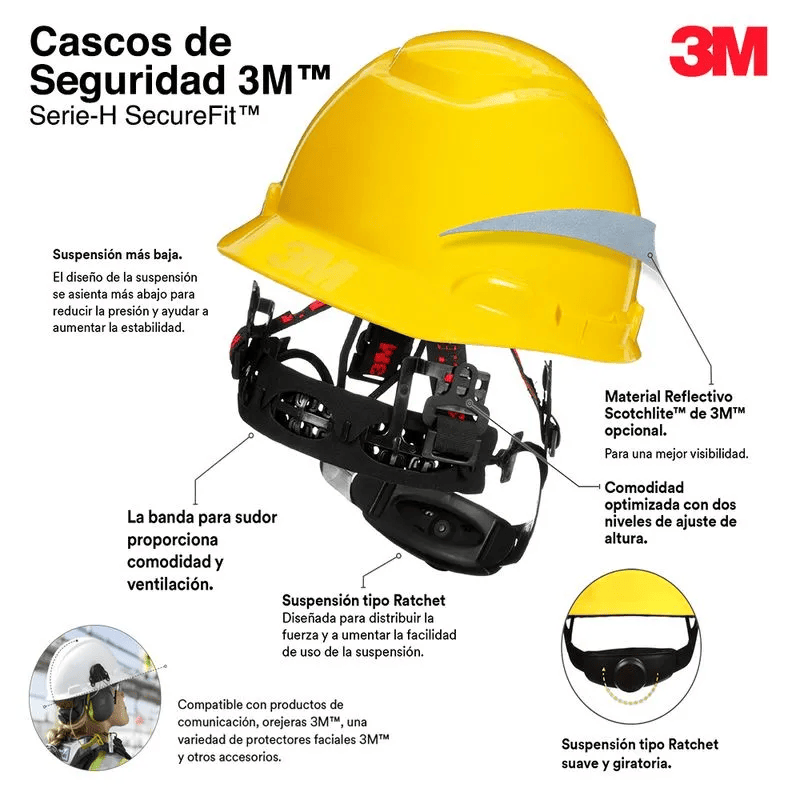 Cascos de
Seguridad 3M™
Serie-H SecureFit™
3M
3M
Suspensión más baja.
El diseño de la suspensión
se asienta más abajo para
reducir la presión y ayudar a
aumentar la estabilidad.
3M
Material Reflectivo
Scotchlite™ de 3M™
opcional.
Para una mejor visibilidad.
Comodidad
optimizada con dos
niveles de ajuste de
altura.
La banda para sudor
proporciona
comodidad y
ventilación.
Suspensión tipo Ratchet
Diseñada para distribuir la
fuerza y a umentar la facilidad
de uso de la suspensión.
Compatible con productos de
comunicación, orejeras 3M™, una
variedad de protectores faciales 3M™
y otros accesorios.
Suspensión tipo Ratchet
suave y giratoria.